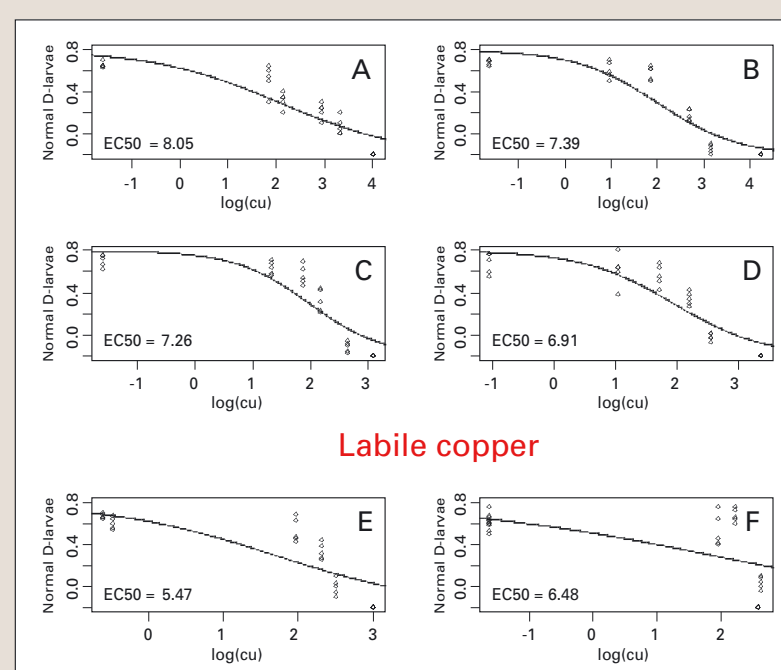 A
Normal D-larvae
0.8
0.4
0.0
EC50 = 8.05
-1 0 1 2 3 4
log(cu)
B
Normal D-larvae
0.8
0.4
0.0
EC50 = 7.39
-1 0 1 2 3 4
log(cu)
C
Normal D-larvae
0.8
0.4
0.0
EC50 = 7.26
-1 0 1 2 3
log(cu)
D
Normal D-larvae
0.8
0.4
0.0
EC50 = 6.91
-1 0 1 2 3
log(cu)
Labile copper
E
Normal D-larvae
0.8
0.4
0.0
EC50 = 5.47
0 1 2 3
log(cu)
F
Normal D-larvae
0.8
0.4
0.0
EC50 = 6.48
-1 0 1 2
log(cu)